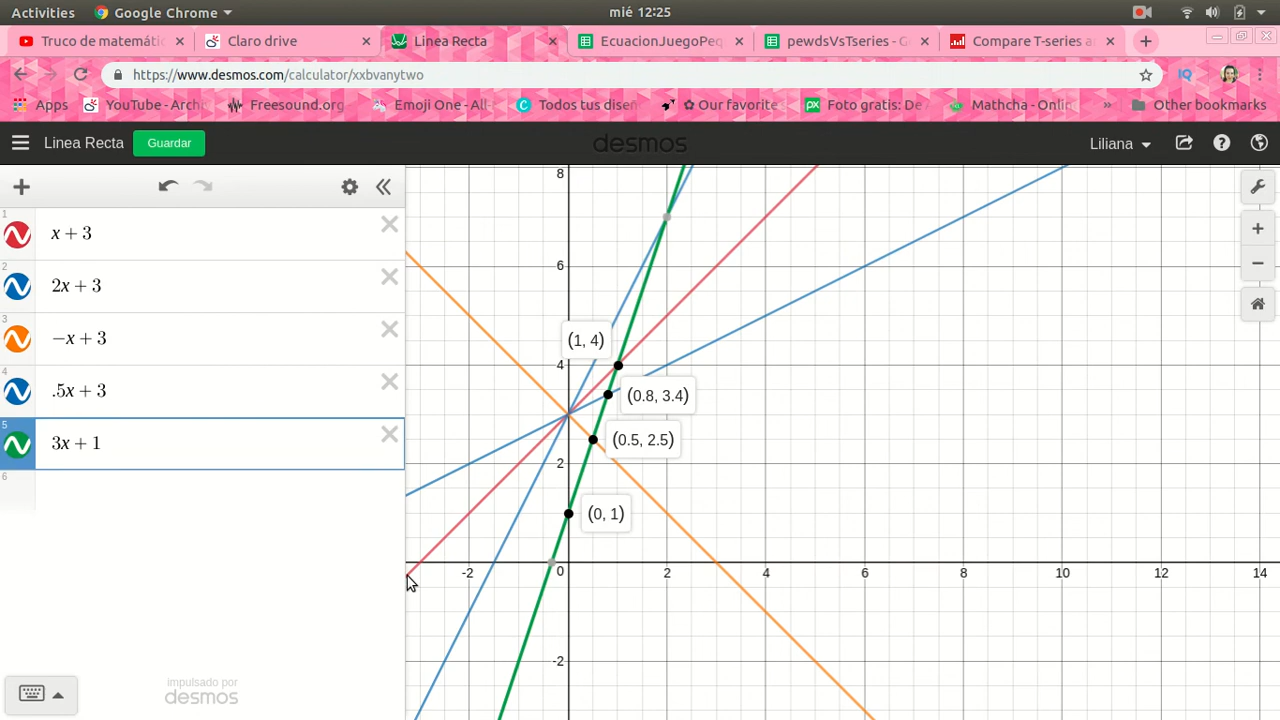 Activities Google Chrome mié 12:25
Truco de matemátic Claro drive Linea Recta EcuacionJuegoPeq pewdsVsTseries - G Compare T-series a
https://www.desmos.com/calculator/xxbvanytwo
Apps YouTube - Archi Freesound.org Emoji One - All- Todos tus diseñ Our favorite Foto gratis: De Mathcha - Onlin » Other bookmarks
Linea Recta Guardar desmos Liliana
1 x + 3
2 2x + 3
3 −x + 3
4 .5x + 3
5 3x + 1
6
8
6
4
2
-2 0 2 4 6 8 10 12 14
-2
(1, 4)
(0.8, 3.4)
(0.5, 2.5)
(0, 1)
impulsado por
desmos